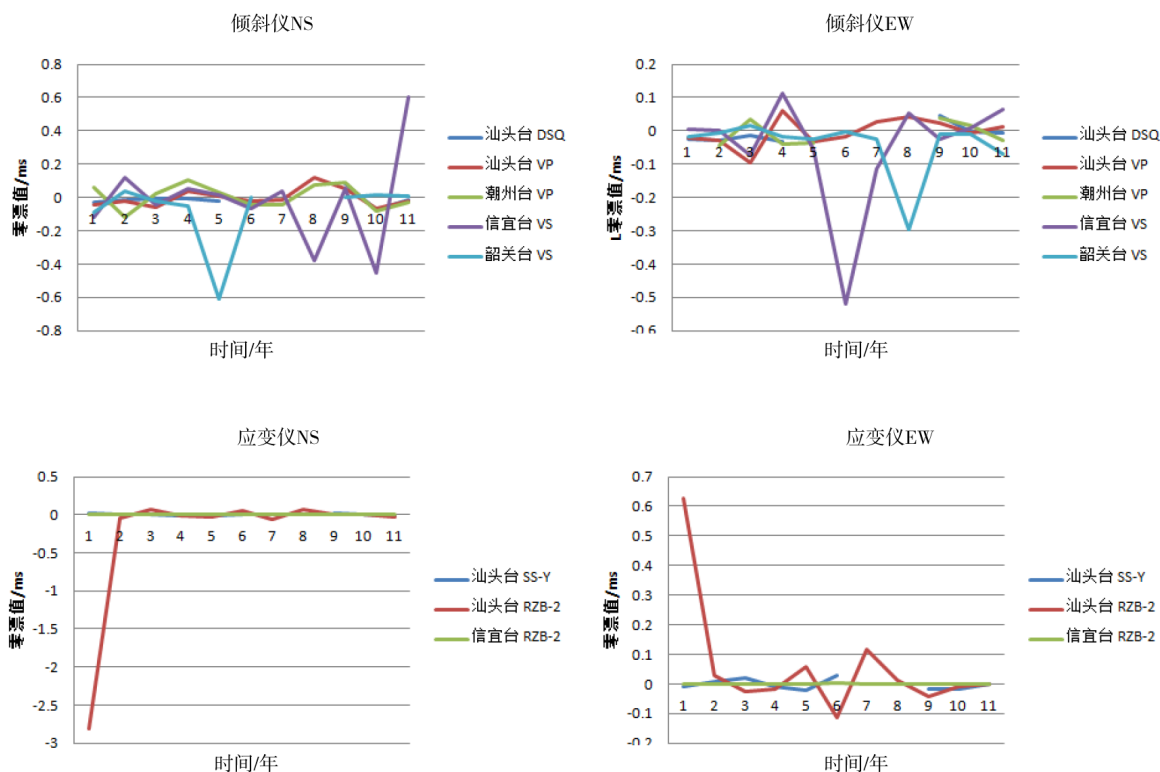 倾斜仪NS
0.8
0.6
0.4
0.2
0
-0.2
-0.4
-0.6
-0.8
1 2 3 4 5 6 7 8 9 10 11
零漂值/ms
时间/年
汕头台 DSQ
汕头台 VP
潮州台 VP
信宜台 VS
韶关台 VS
倾斜仪EW
0.2
0.1
0
-0.1
-0.2
-0.3
-0.4
-0.5
-0.6
1 2 3 4 5 6 7 8 9 10 11
L零漂值/ms
时间/年
汕头台 DSQ
汕头台 VP
潮州台 VP
信宜台 VS
韶关台 VS
应变仪NS
0.5
0
-0.5
-1
-1.5
-2
-2.5
-3
1 2 3 4 5 6 7 8 9 10 11
零漂值/ms
时间/年
汕头台 SS-Y
汕头台 RZB-2
信宜台 RZB-2
应变仪EW
0.7
0.6
0.5
0.4
0.3
0.2
0.1
0
-0.1
-0.2
1 2 3 4 5 6 7 8 9 10 11
零漂值/ms
时间/年
汕头台 SS-Y
汕头台 RZB-2
信宜台 RZB-2